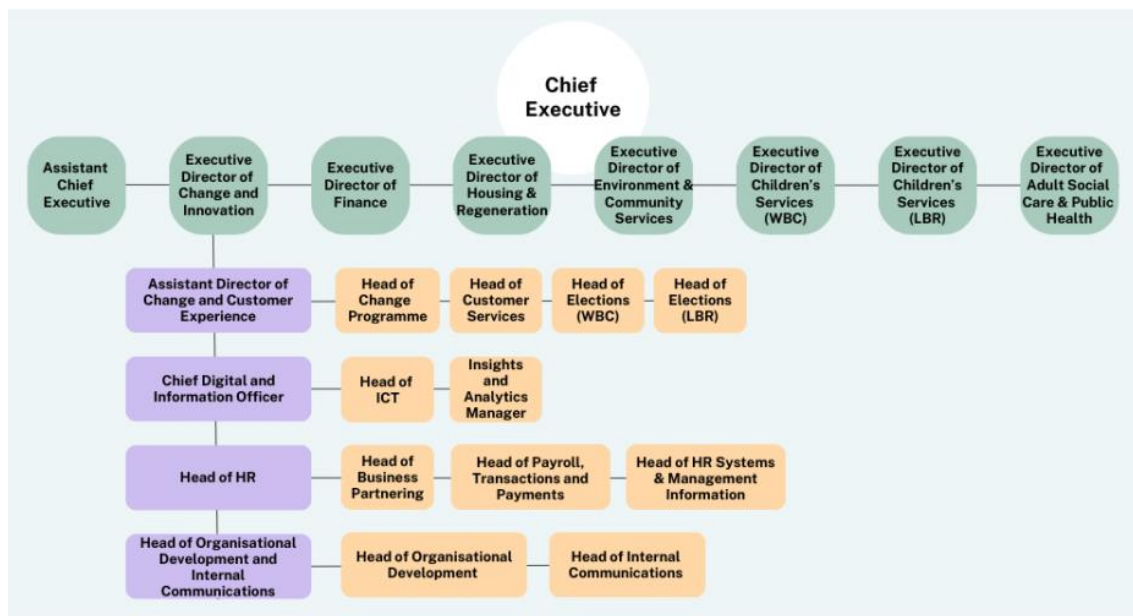 Chief
Executive
Assistant
Chief
Executive
Executive
Director of
Change and
Innovation
Executive
Director of
Finance
Executive
Director of
Housing &
Regeneration
Executive
Director of
Environment &
Community
Services
Executive
Director of
Children's
Services
(WBC)
Executive
Director of
Children's
Services
(LBR)
Executive
Director of
Adult Social
Care & Public
Health
Assistant Director of
Change and Customer
Experience
Head of
Change
Programme
Head of
Customer
Services
Head of
Elections
(WBC)
Head of
Elections
(LBR)
Chief Digital and
Information Officer
Head of
ICT
Insights
and
Analytics
Manager
Head of HR
Head of
Business
Partnering
Head of Payroll,
Transactions and
Payments
Head of HR Systems
& Management
Information
Head of Organisational
Development and
Internal
Communications
Head of Organisational
Development
Head of Internal
Communications